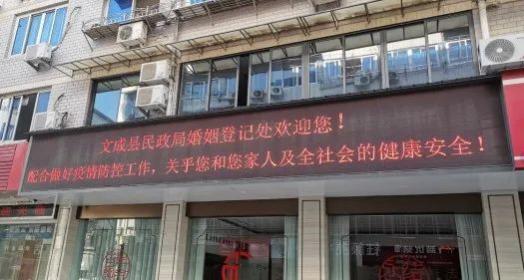 文成县民政局婚姻登记处欢迎您！
配合做好疫情防控工作，关乎您和您家人及全社会的健康安全！